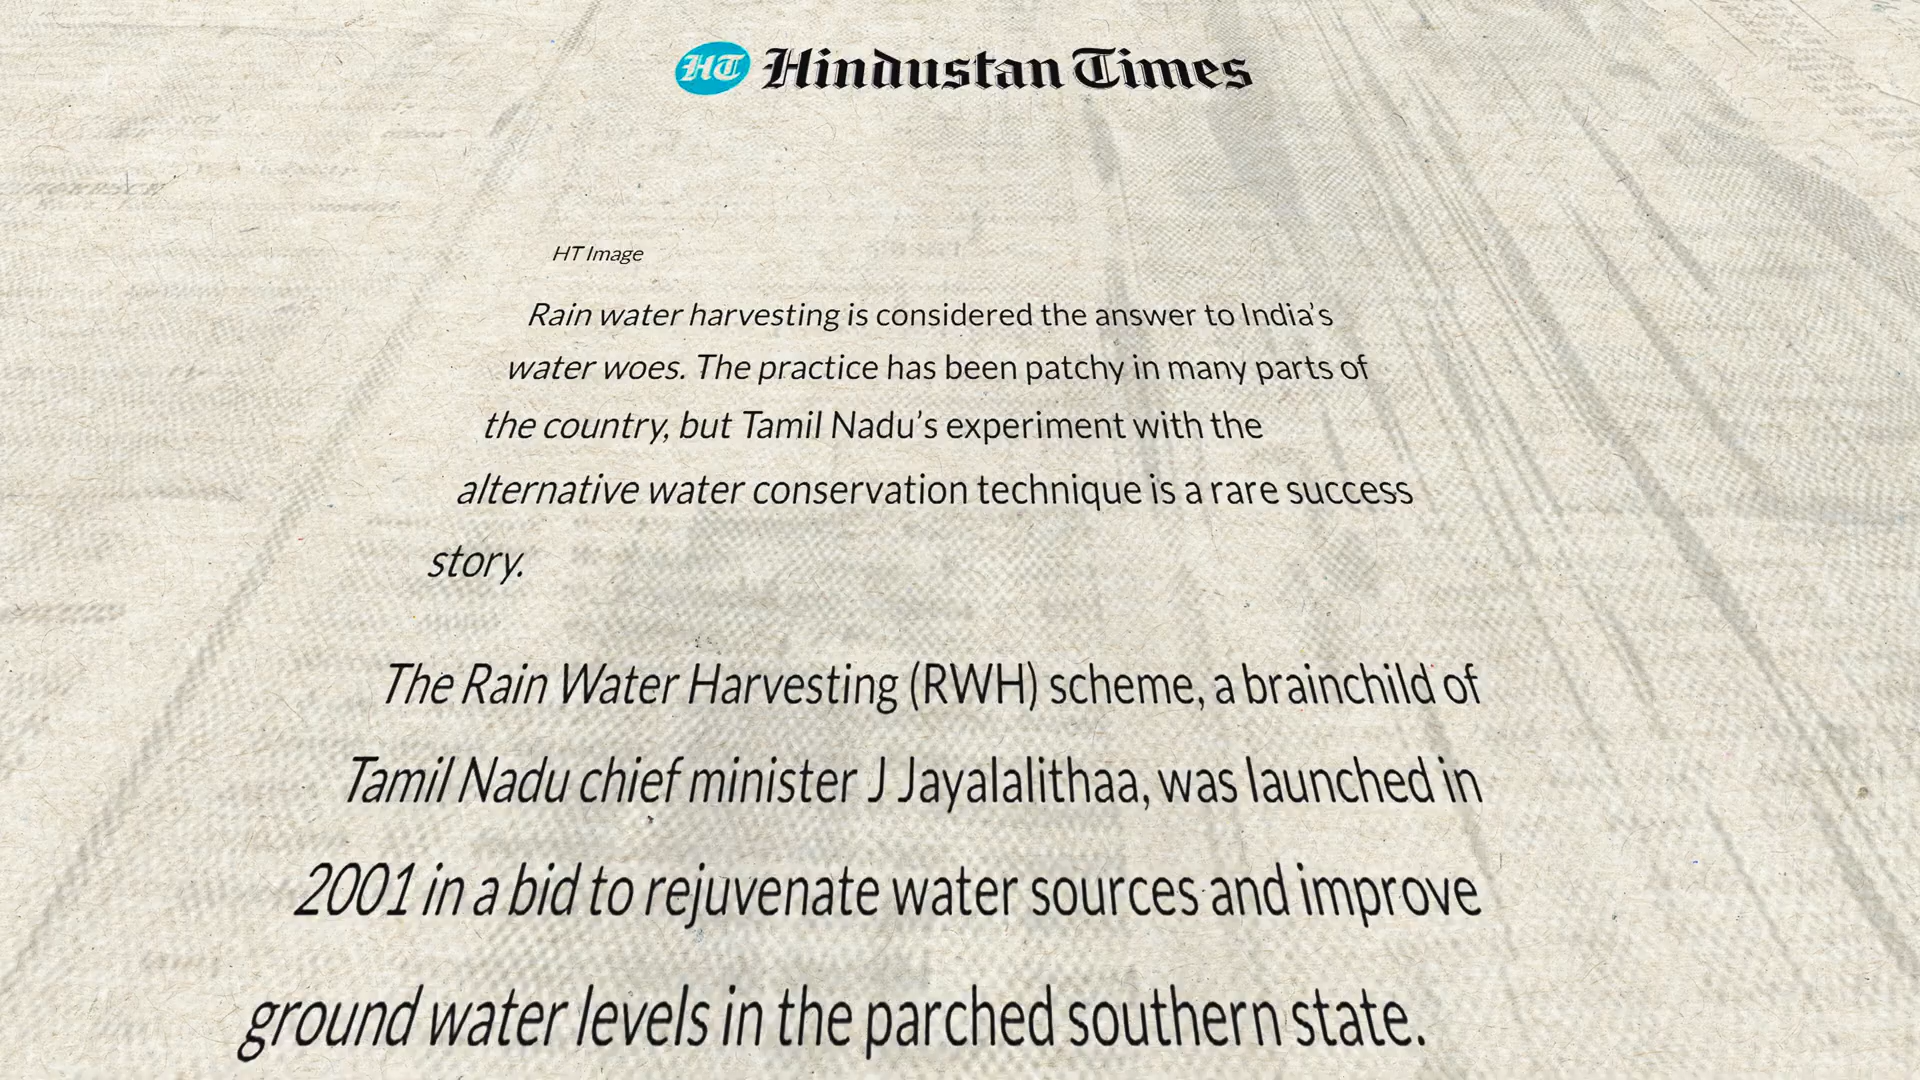 HT Hindustan Times
HT Image
Rain water harvesting is considered the answer to India's
water woes. The practice has been patchy in many parts of
the country, but Tamil Nadu's experiment with the
alternative water conservation technique is a rare success
story.
The Rain Water Harvesting (RWH) scheme, a brainchild of
Tamil Nadu chief minister J Jayalalithaa, was launched in
2001 in a bid to rejuvenate water sources and improve
ground water levels in the parched southern state.